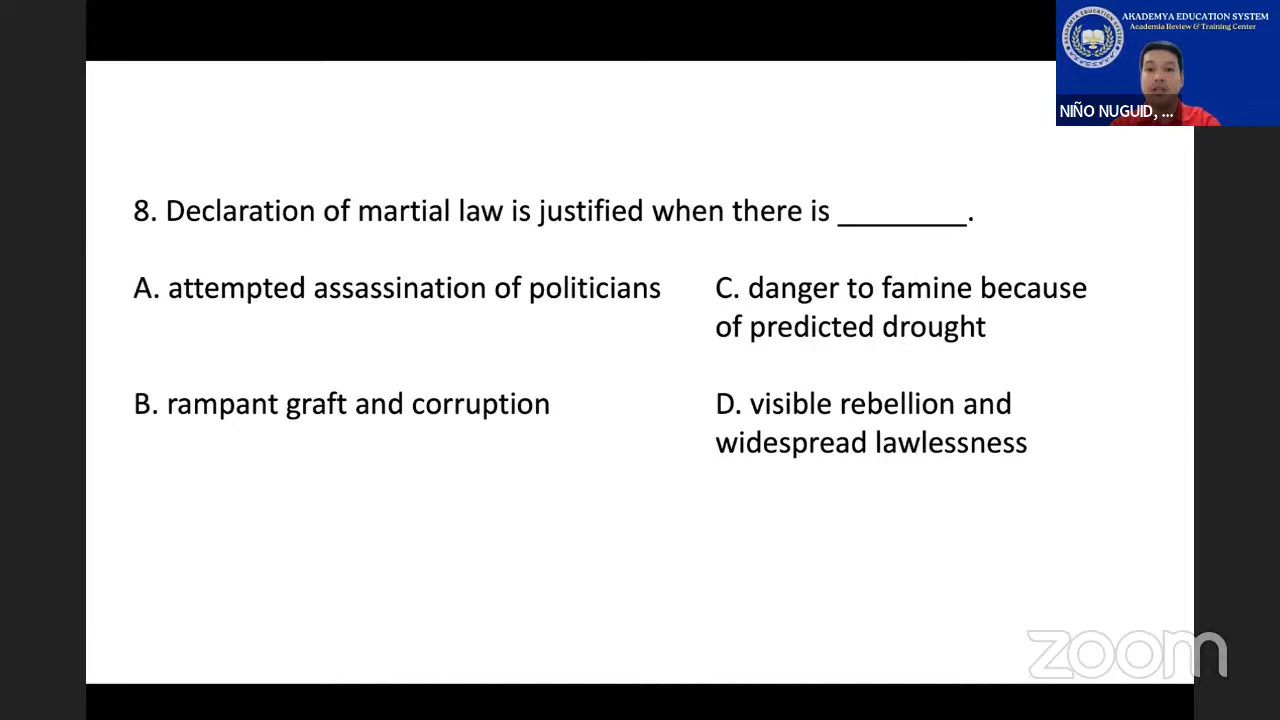 AKADEMYA EDUCATION SYSTEM
Academia Review & Training Center
NIÑO NUGUID, ...
8. Declaration of martial law is justified when there is ________.
A. attempted assassination of politicians
B. rampant graft and corruption
C. danger to famine because
of predicted drought
D. visible rebellion and
widespread lawlessness
zoom